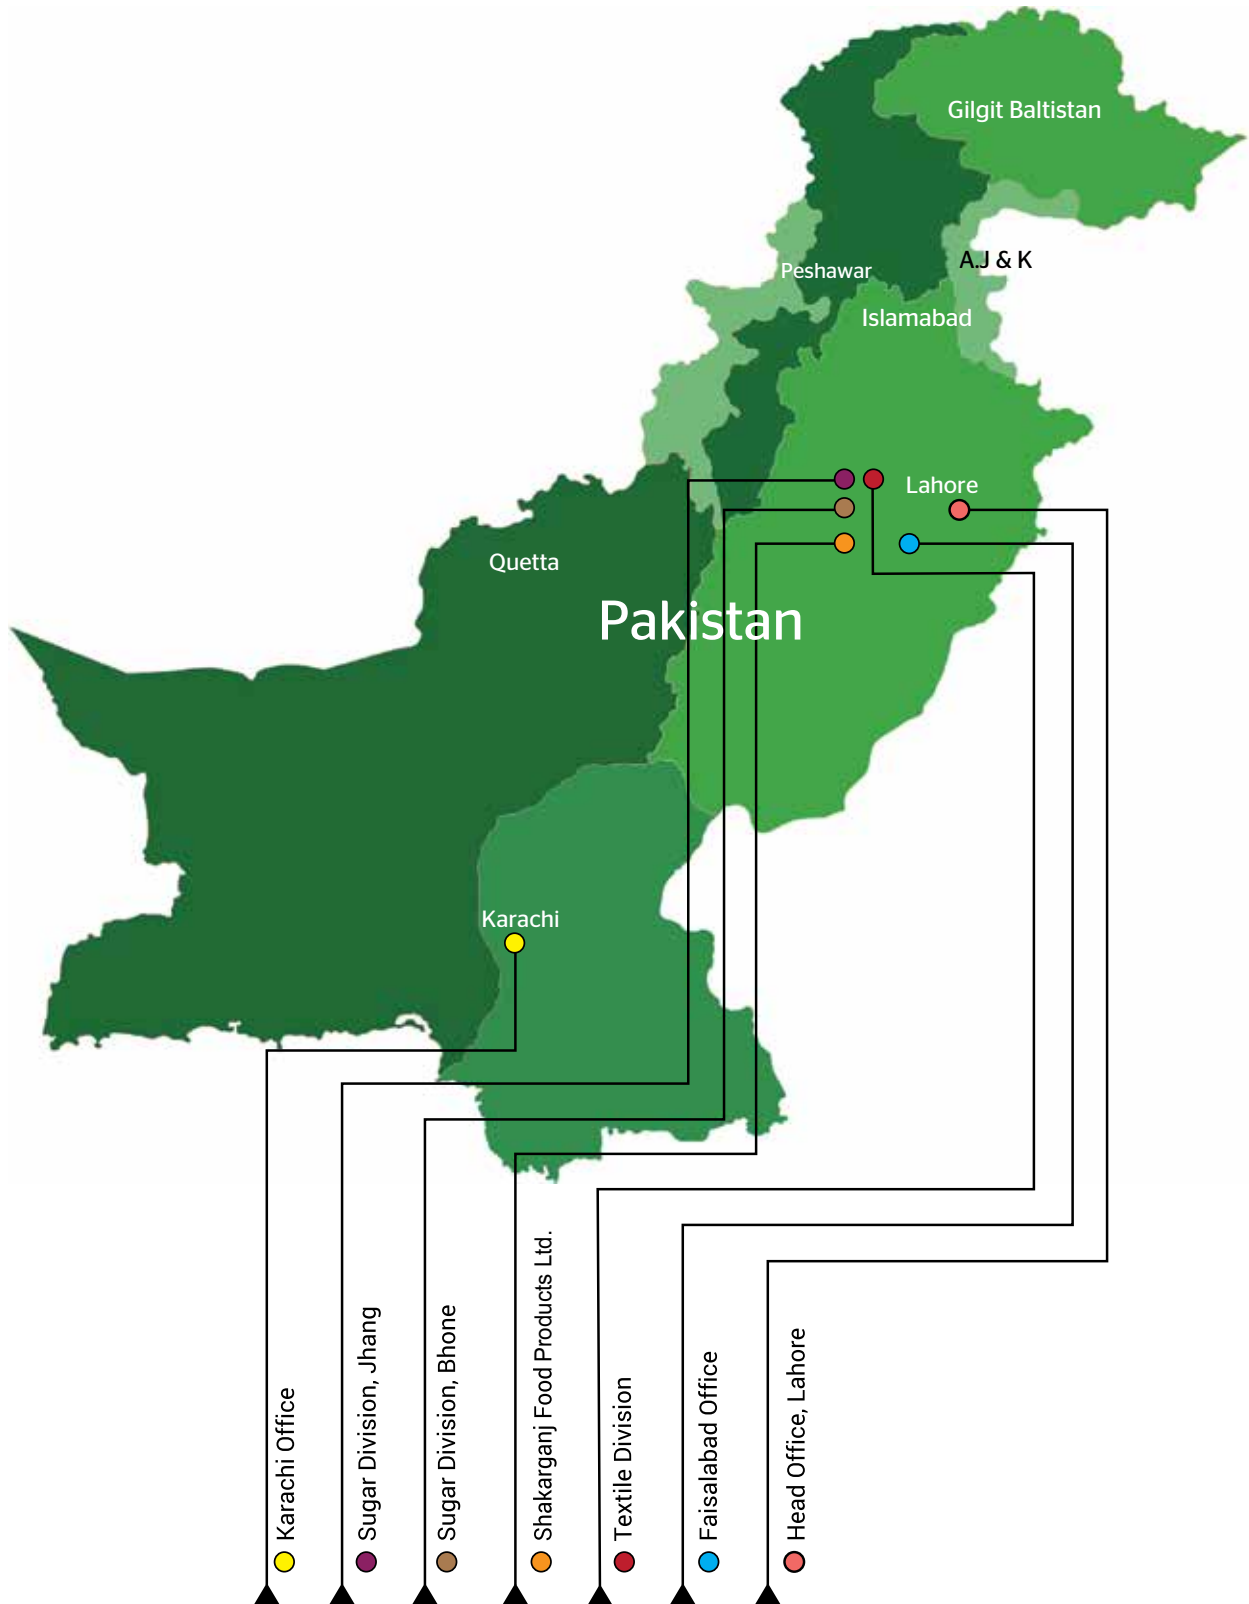 Gilgit Baltistan
A.J & K
Peshawar
Islamabad
Lahore
Quetta
Pakistan
Karachi
Karachi Office
Sugar Division, Jhang
Sugar Division, Bhone
Shakarganj Food Products Ltd.
Textile Division
Faisalabad Office
Head Office, Lahore